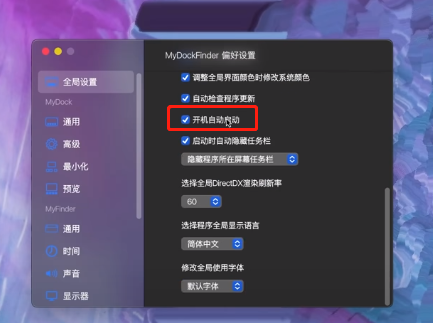 MyDockFinder 偏好设置
全局设置
MyDock
通用
高级
最小化
预览
MyFinder
通用
时间
声音
显示器
调整全局界面颜色时修改系统颜色
自动检查程序更新
开机自动启动
启动时自动隐藏任务栏
隐藏程序所在屏幕任务栏
选择全局DirectDX渲染刷新率
60
选择程序全局显示语言
简体中文
修改全局使用字体
默认字体